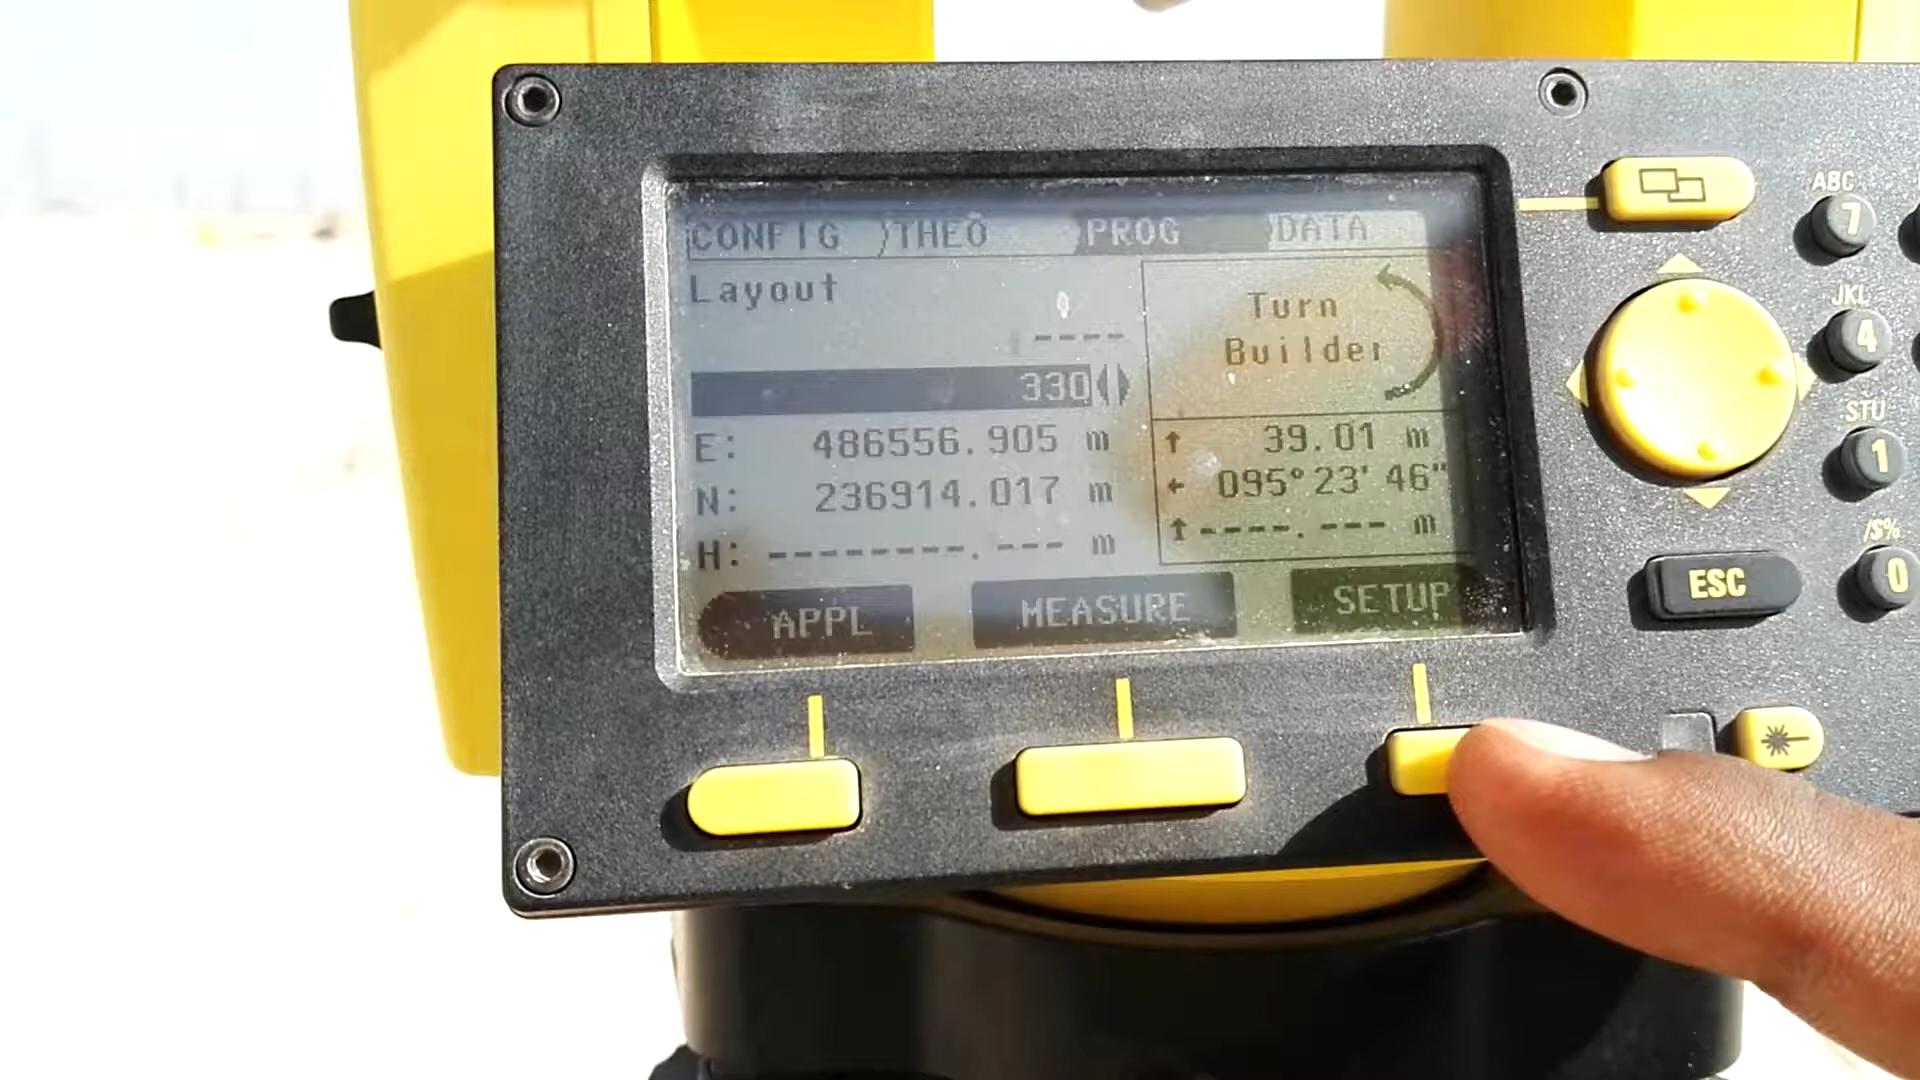 CONFIG THEO PROG DATA
Layout
----
330
E: 486556.905 m
N: 236914.017 m
H: --------.--- m
Turn
Builder
39.01 m
095°23'46"
----.--- m
APPL MEASURE SETUP
ABC
7
JKL
4
STU
1
/$%
0
ESC